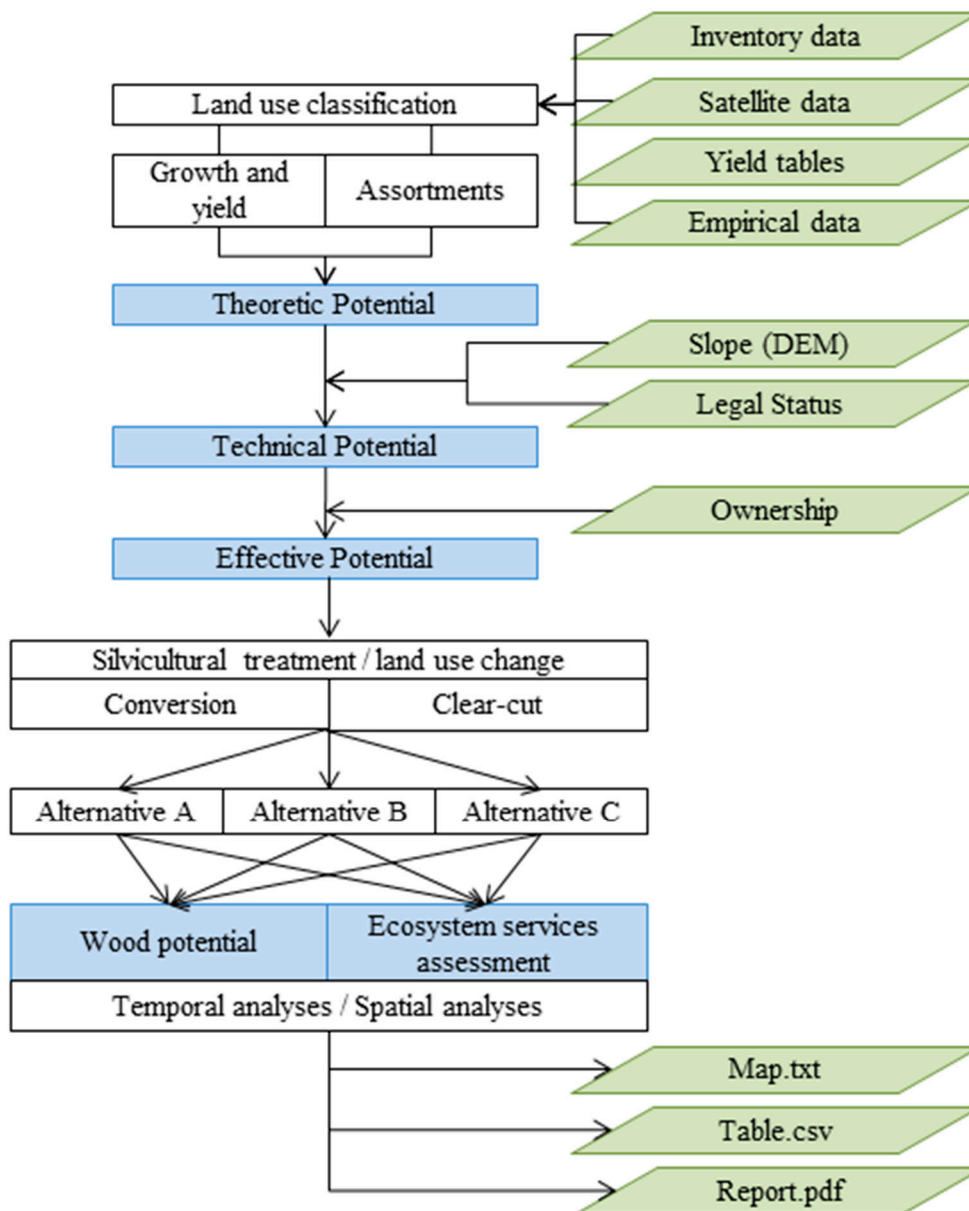 Inventory data
Land use classification
Satellite data
Growth and
yield
Assortments
Yield tables
Empirical data
Theoretic Potential
Slope (DEM)
Legal Status
Technical Potential
Ownership
Effective Potential
Silvicultural treatment / land use change
Conversion
Clear-cut
Alternative A
Alternative B
Alternative C
Wood potential
Ecosystem services
assessment
Temporal analyses / Spatial analyses
Map.txt
Table.csv
Report.pdf